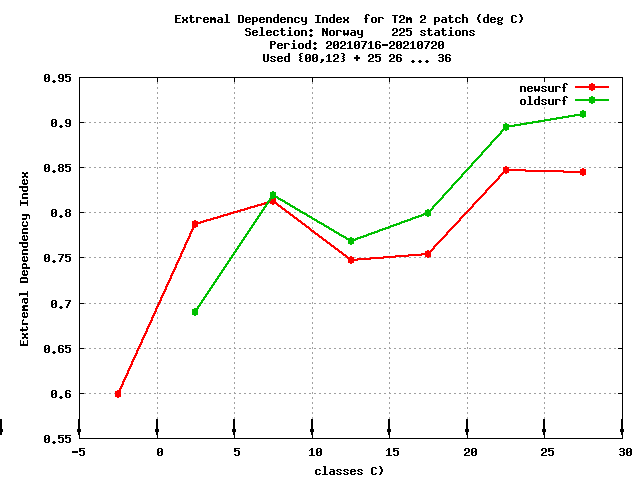 Extremal Dependency Index  for T2m 2 patch (deg C)
Selection: Norway    225 stations
Period: 20210716-20210720
Used {00,12} + 25 26 ... 36
newsurf
oldsurf
Extremal Dependency Index
0.95
0.9
0.85
0.8
0.75
0.7
0.65
0.6
0.55
-5 0 5 10 15 20 25 30
classes C)